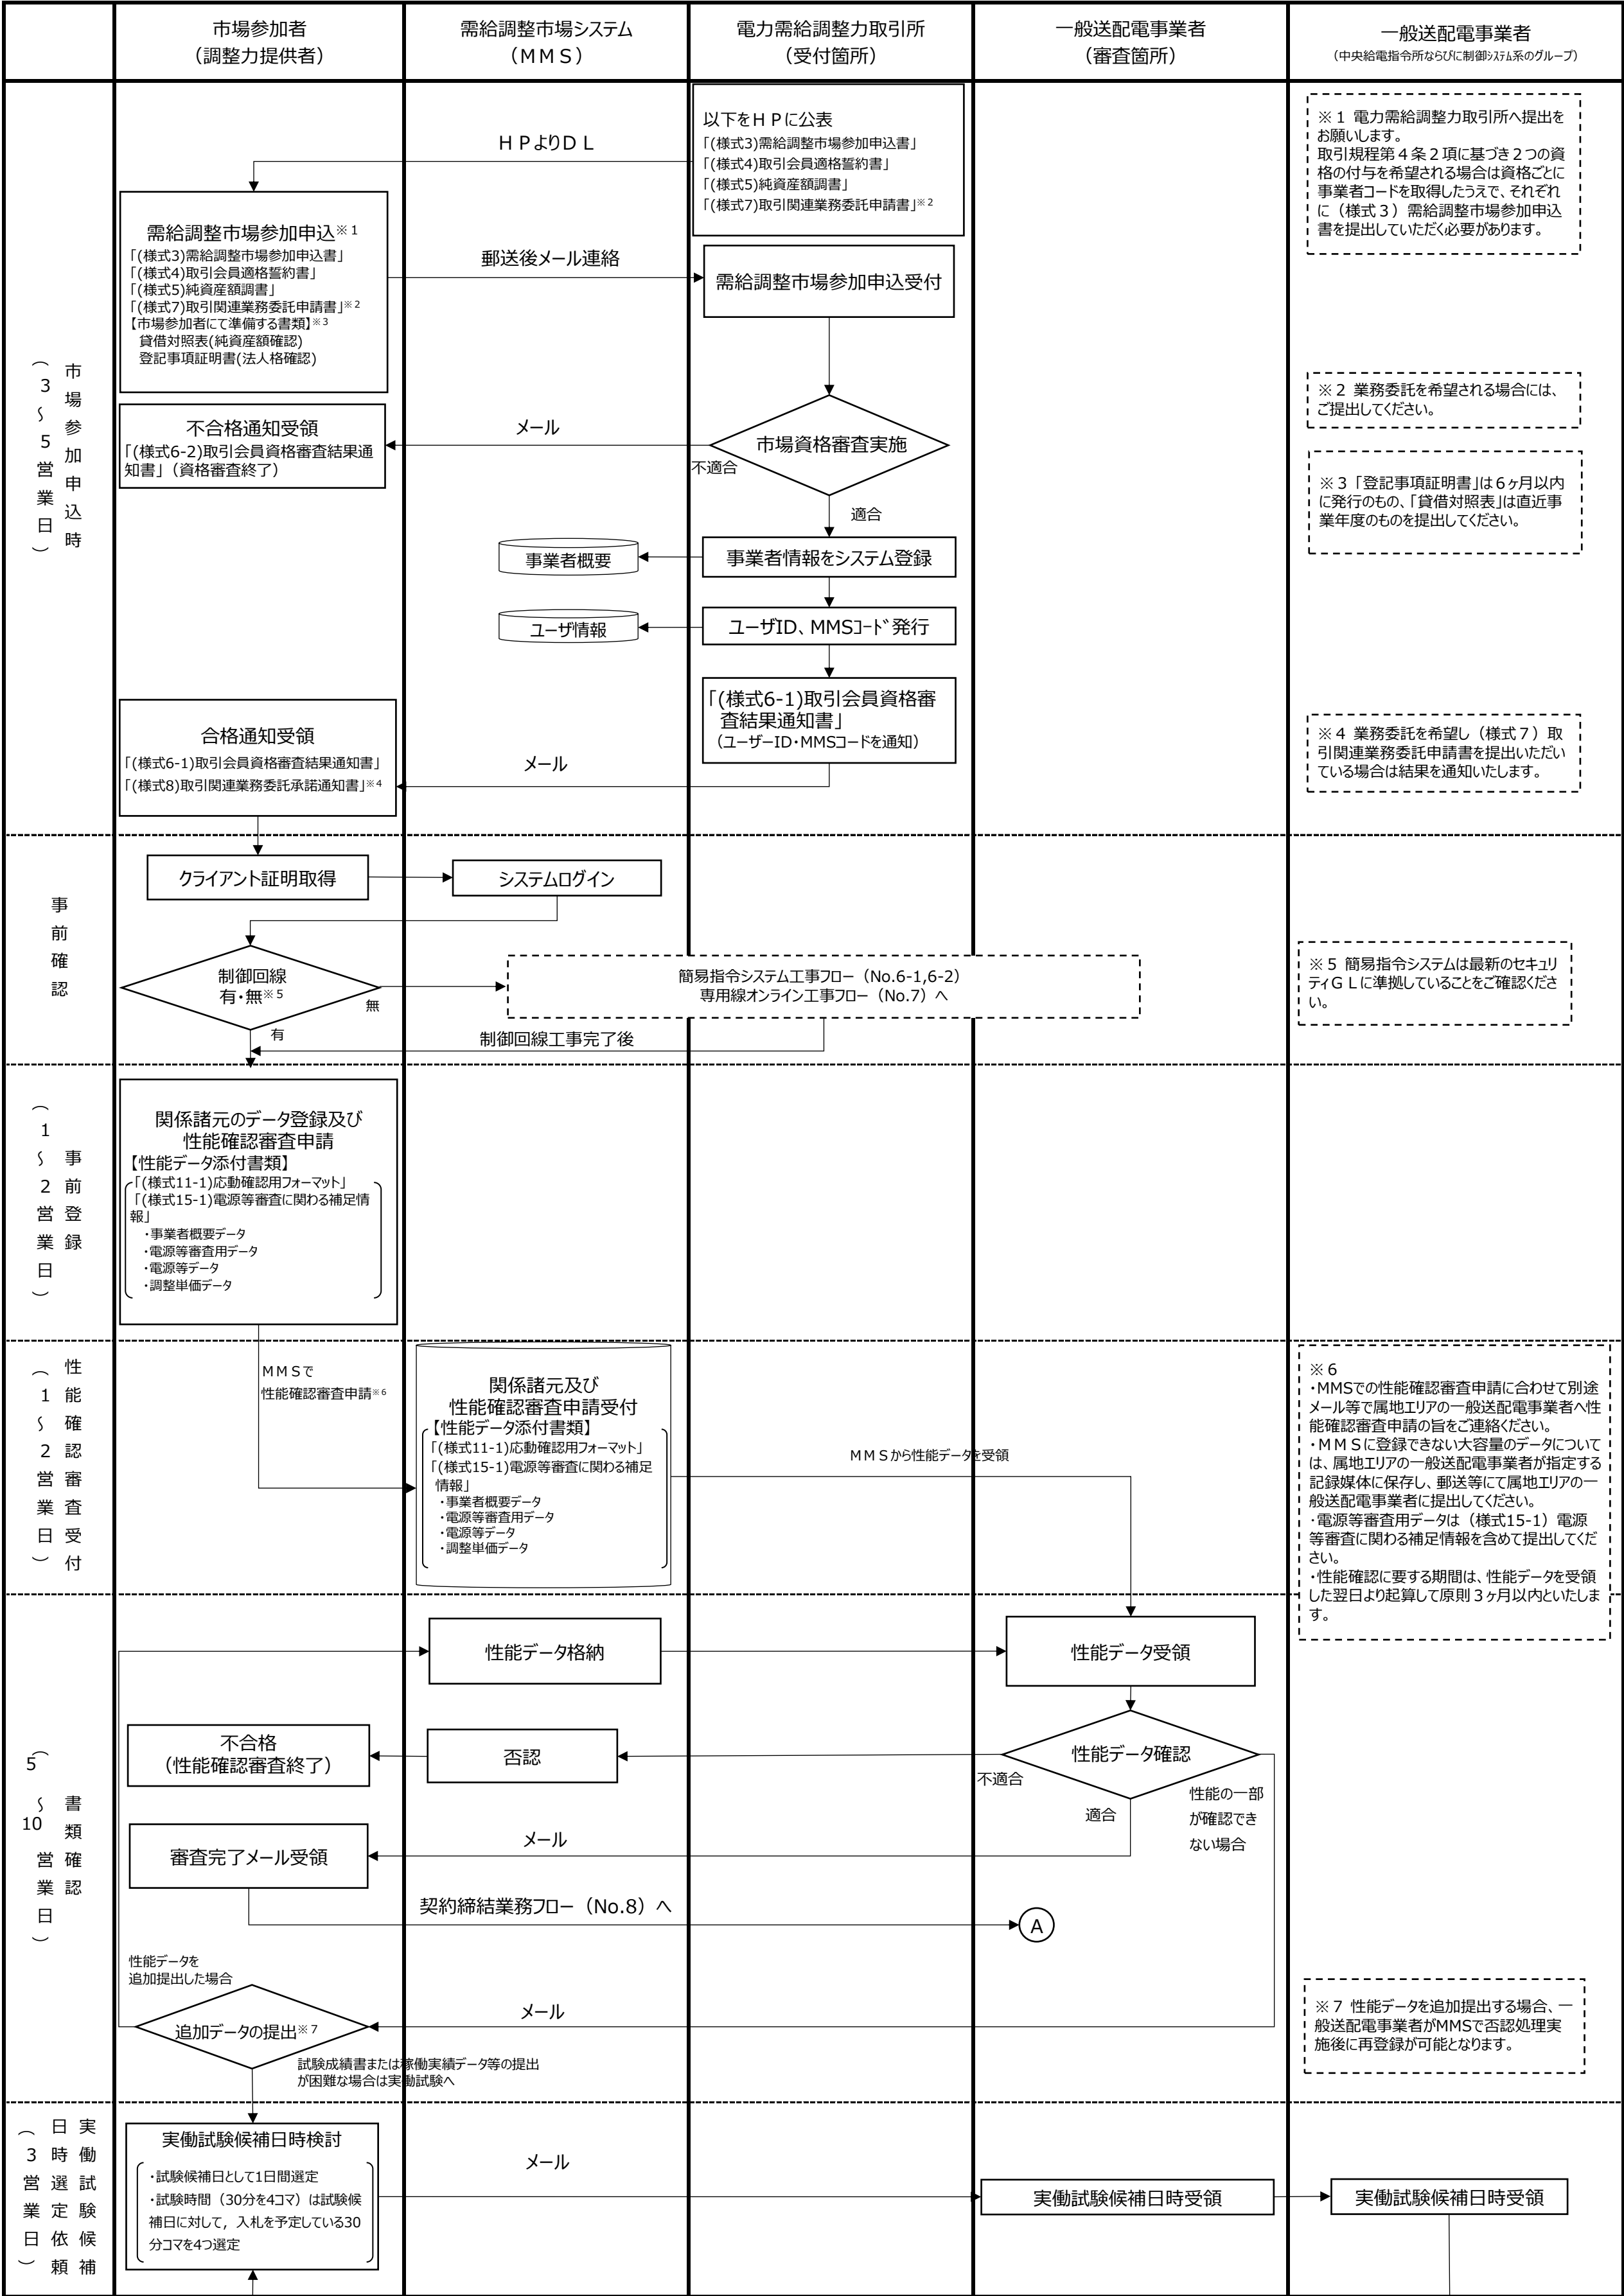 市場参加者
（調整力提供者）
需給調整市場システム
（ＭＭＳ）
電力需給調整力取引所
（受付箇所）
一般送配電事業者
（審査箇所）
一般送配電事業者
（中央給電指令所ならびに制御ｼｽﾃﾑ系のグループ）
市場参加申込時
（３～５営業日）
以下をＨＰに公表
「(様式3)需給調整市場参加申込書」
「(様式4)取引会員適格誓約書」
「(様式5)純資産額調書」
「(様式7)取引関連業務委託申請書」※２
ＨＰよりＤＬ
需給調整市場参加申込※１
「(様式3)需給調整市場参加申込書」
「(様式4)取引会員適格誓約書」
「(様式5)純資産額調書」
「(様式7)取引関連業務委託申請書」※２
【市場参加者にて準備する書類】※３
貸借対照表(純資産額確認)
登記事項証明書(法人格確認)
郵送後メール連絡
需給調整市場参加申込受付
※１ 電力需給調整力取引所へ提出を
お願いします。
取引規程第４条２項に基づき２つの資
格の付与を希望される場合は資格ごとに
事業者コードを取得したうえで、それぞれ
に（様式３）需給調整市場参加申込
書を提出していただく必要があります。
※２ 業務委託を希望される場合には、
ご提出してください。
市場資格審査実施
不適合
適合
メール
不合格通知受領
「(様式6-2)取引会員資格審査結果通
知書」（資格審査終了）
※３「登記事項証明書」は６ヶ月以内
に発行のもの、「貸借対照表」は直近事
業年度のものを提出してください。
事業者情報をシステム登録
事業者概要
ユーザID、MMSｺｰﾄﾞ発行
ユーザ情報
「(様式6-1)取引会員資格審
査結果通知書」
（ユーザーID・MMSコードを通知）
メール
合格通知受領
「(様式6-1)取引会員資格審査結果通知書」
「(様式8)取引関連業務委託承諾通知書」※４
※４ 業務委託を希望し（様式７）取
引関連業務委託申請書を提出いただい
ている場合は結果を通知いたします。
事前確認
クライアント証明取得
システムログイン
制御回線
有・無※５
無
有
簡易指令システム工事フロー（No.6-1,6-2）
専用線オンライン工事フロー（No.7）へ
制御回線工事完了後
※５ 簡易指令システムは最新のセキュリ
ティＧＬに準拠していることをご確認くださ
い。
事前登録
（１～２営業日）
関係諸元のデータ登録及び
性能確認審査申請
【性能データ添付書類】
「(様式11-1)応動確認用フォーマット」
「(様式15-1)電源等審査に関わる補足情
報」
・事業者概要データ
・電源等審査用データ
・電源等データ
・調整単価データ
性能確認審査受付
（１～２営業日）
ＭＭＳで
性能確認審査申請※６
関係諸元及び
性能確認審査申請受付
【性能データ添付書類】
「(様式11-1)応動確認用フォーマット」
「(様式15-1)電源等審査に関わる補足
情報」
・事業者概要データ
・電源等審査用データ
・電源等データ
・調整単価データ
ＭＭＳから性能データを受領
※６
・MMSでの性能確認審査申請に合わせて別途
メール等で属地エリアの一般送配電事業者へ性
能確認審査申請の旨をご連絡ください。
・ＭＭＳに登録できない大容量のデータについて
は、属地エリアの一般送配電事業者が指定する
記録媒体に保存し、郵送等にて属地エリアの一
般送配電事業者に提出してください。
・電源等審査用データは（様式15-1）電源
等審査に関わる補足情報を含めて提出してくだ
さい。
・性能確認に要する期間は、性能データを受領
した翌日より起算して原則３ヶ月以内といたしま
す。
書類確認
（5～10営業日）
性能データ格納
性能データ受領
不合格
（性能確認審査終了）
否認
性能データ確認
不適合
適合
性能の一部
が確認でき
ない場合
メール
審査完了メール受領
契約締結業務フロー（No.8）へ
A
性能データを
追加提出した場合
メール
追加データの提出※７
試験成績書または稼働実績データ等の提出
が困難な場合は実働試験へ
※７ 性能データを追加提出する場合、一
般送配電事業者がMMSで否認処理実
施後に再登録が可能となります。
実働試験候補
日時選定依頼
（３営業日）
実働試験候補日時検討
・試験候補日として1日間選定
・試験時間（30分を4コマ）は試験候
補日に対して，入札を予定している30
分コマを4つ選定
メール
実働試験候補日時受領
実働試験候補日時受領